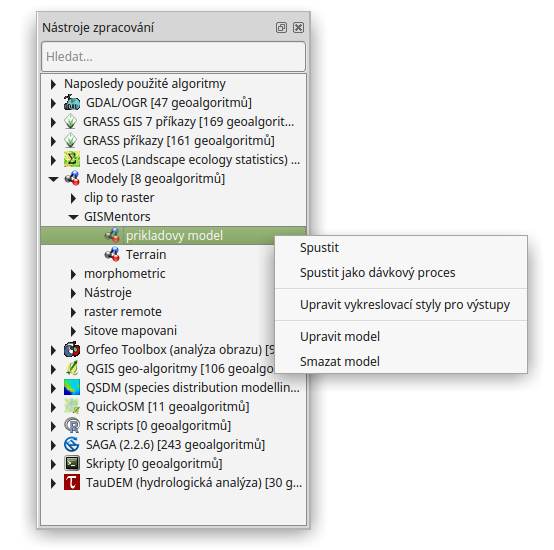 Nástroje zpracování
Hledat...
Naposledy použité algoritmy
GDAL/OGR [47 geoalgoritmů]
GRASS GIS 7 příkazy [169 geoalgorit...
GRASS příkazy [161 geoalgoritmů]
LecoS (Landscape ecology statistics) ...
Modely [8 geoalgoritmů]
clip to raster
GISMentors
prikladovy model
Terrain
morphometric
Nástroje
raster remote
Sitove mapovani
Orfeo Toolbox (analýza obrazu) [9
QGIS geo-algoritmy [106 geoalgoritmů]
QSDM (species distribution modellin...
QuickOSM [11 geoalgoritmů]
R scripts [0 geoalgoritmů]
SAGA (2.2.6) [243 geoalgoritmů]
Skripty [0 geoalgoritmů]
TauDEM (hydrologická analýza) [30 g...
Spustit
Spustit jako dávkový proces
Upravit vykreslovací styly pro výstupy
Upravit model
Smazat model